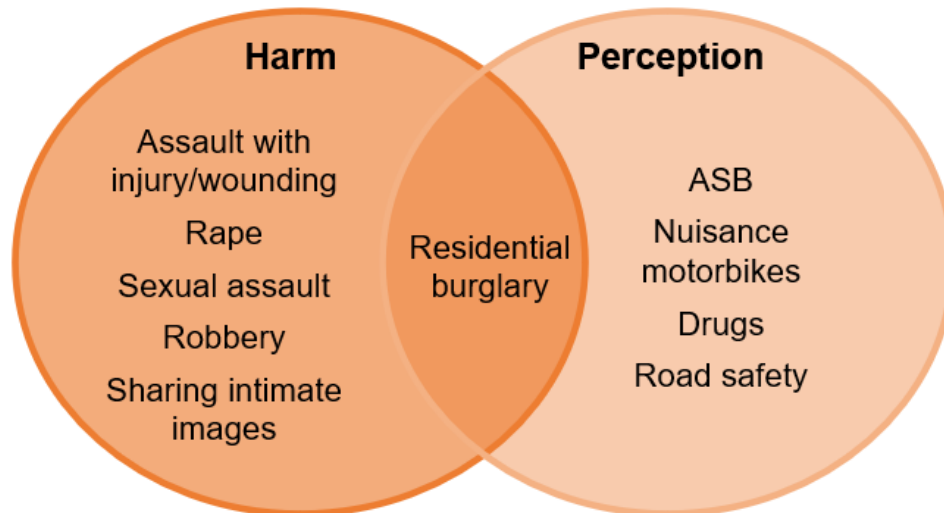 Harm
Assault with
injury/wounding
Rape
Sexual assault
Robbery
Sharing intimate
images
Residential
burglary
Perception
ASB
Nuisance
motorbikes
Drugs
Road safety